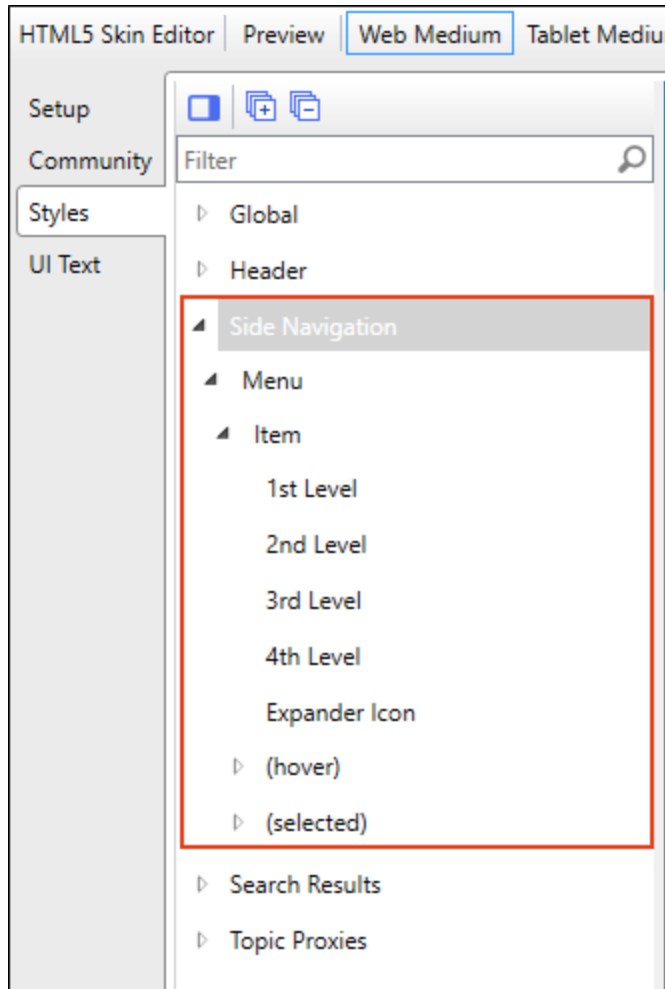 HTML5 Skin Editor Preview Web Medium Tablet Mediu
Setup
Community
Styles
UI Text
Filter
Global
Header
Side Navigation
Menu
Item
1st Level
2nd Level
3rd Level
4th Level
Expander Icon
(hover)
(selected)
Search Results
Topic Proxies